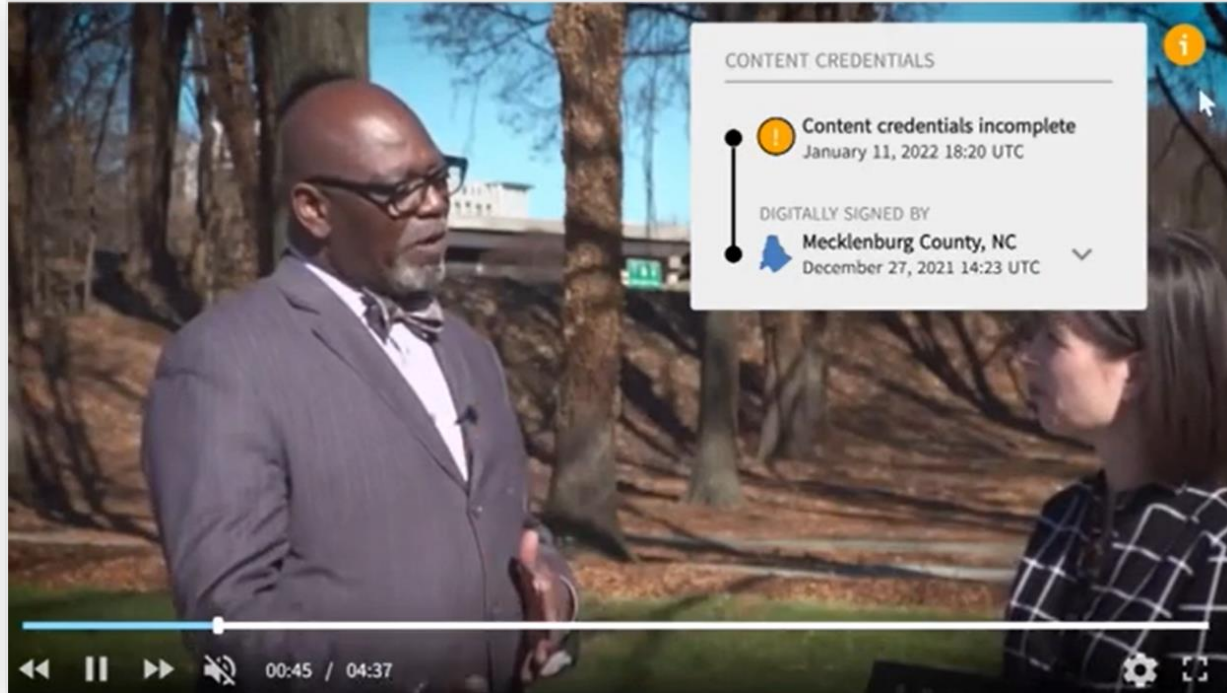 CONTENT CREDENTIALS
Content credentials incomplete
January 11, 2022 18:20 UTC
DIGITALLY SIGNED BY
Mecklenburg County, NC
December 27, 2021 14:23 UTC
00:45 / 04:37